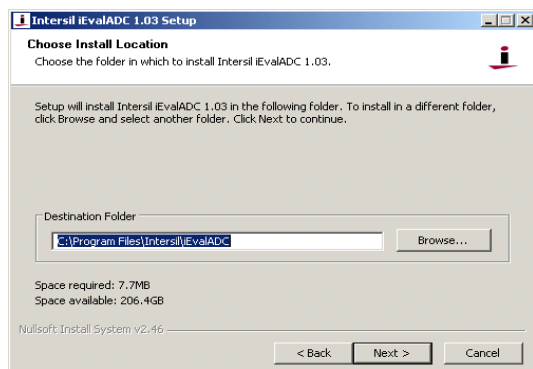 Intersil iEvalADC 1.03 Setup
Choose Install Location
Choose the folder in which to install Intersil iEvalADC 1.03.
Setup will install Intersil iEvalADC 1.03 in the following folder. To install in a different folder,
click Browse and select another folder. Click Next to continue.
Destination Folder
C:\Program Files\Intersil\iEvalADC
Browse...
Space required: 7.7MB
Space available: 206.4GB
Nullsoft Install System v2.46
< Back
Next >
Cancel